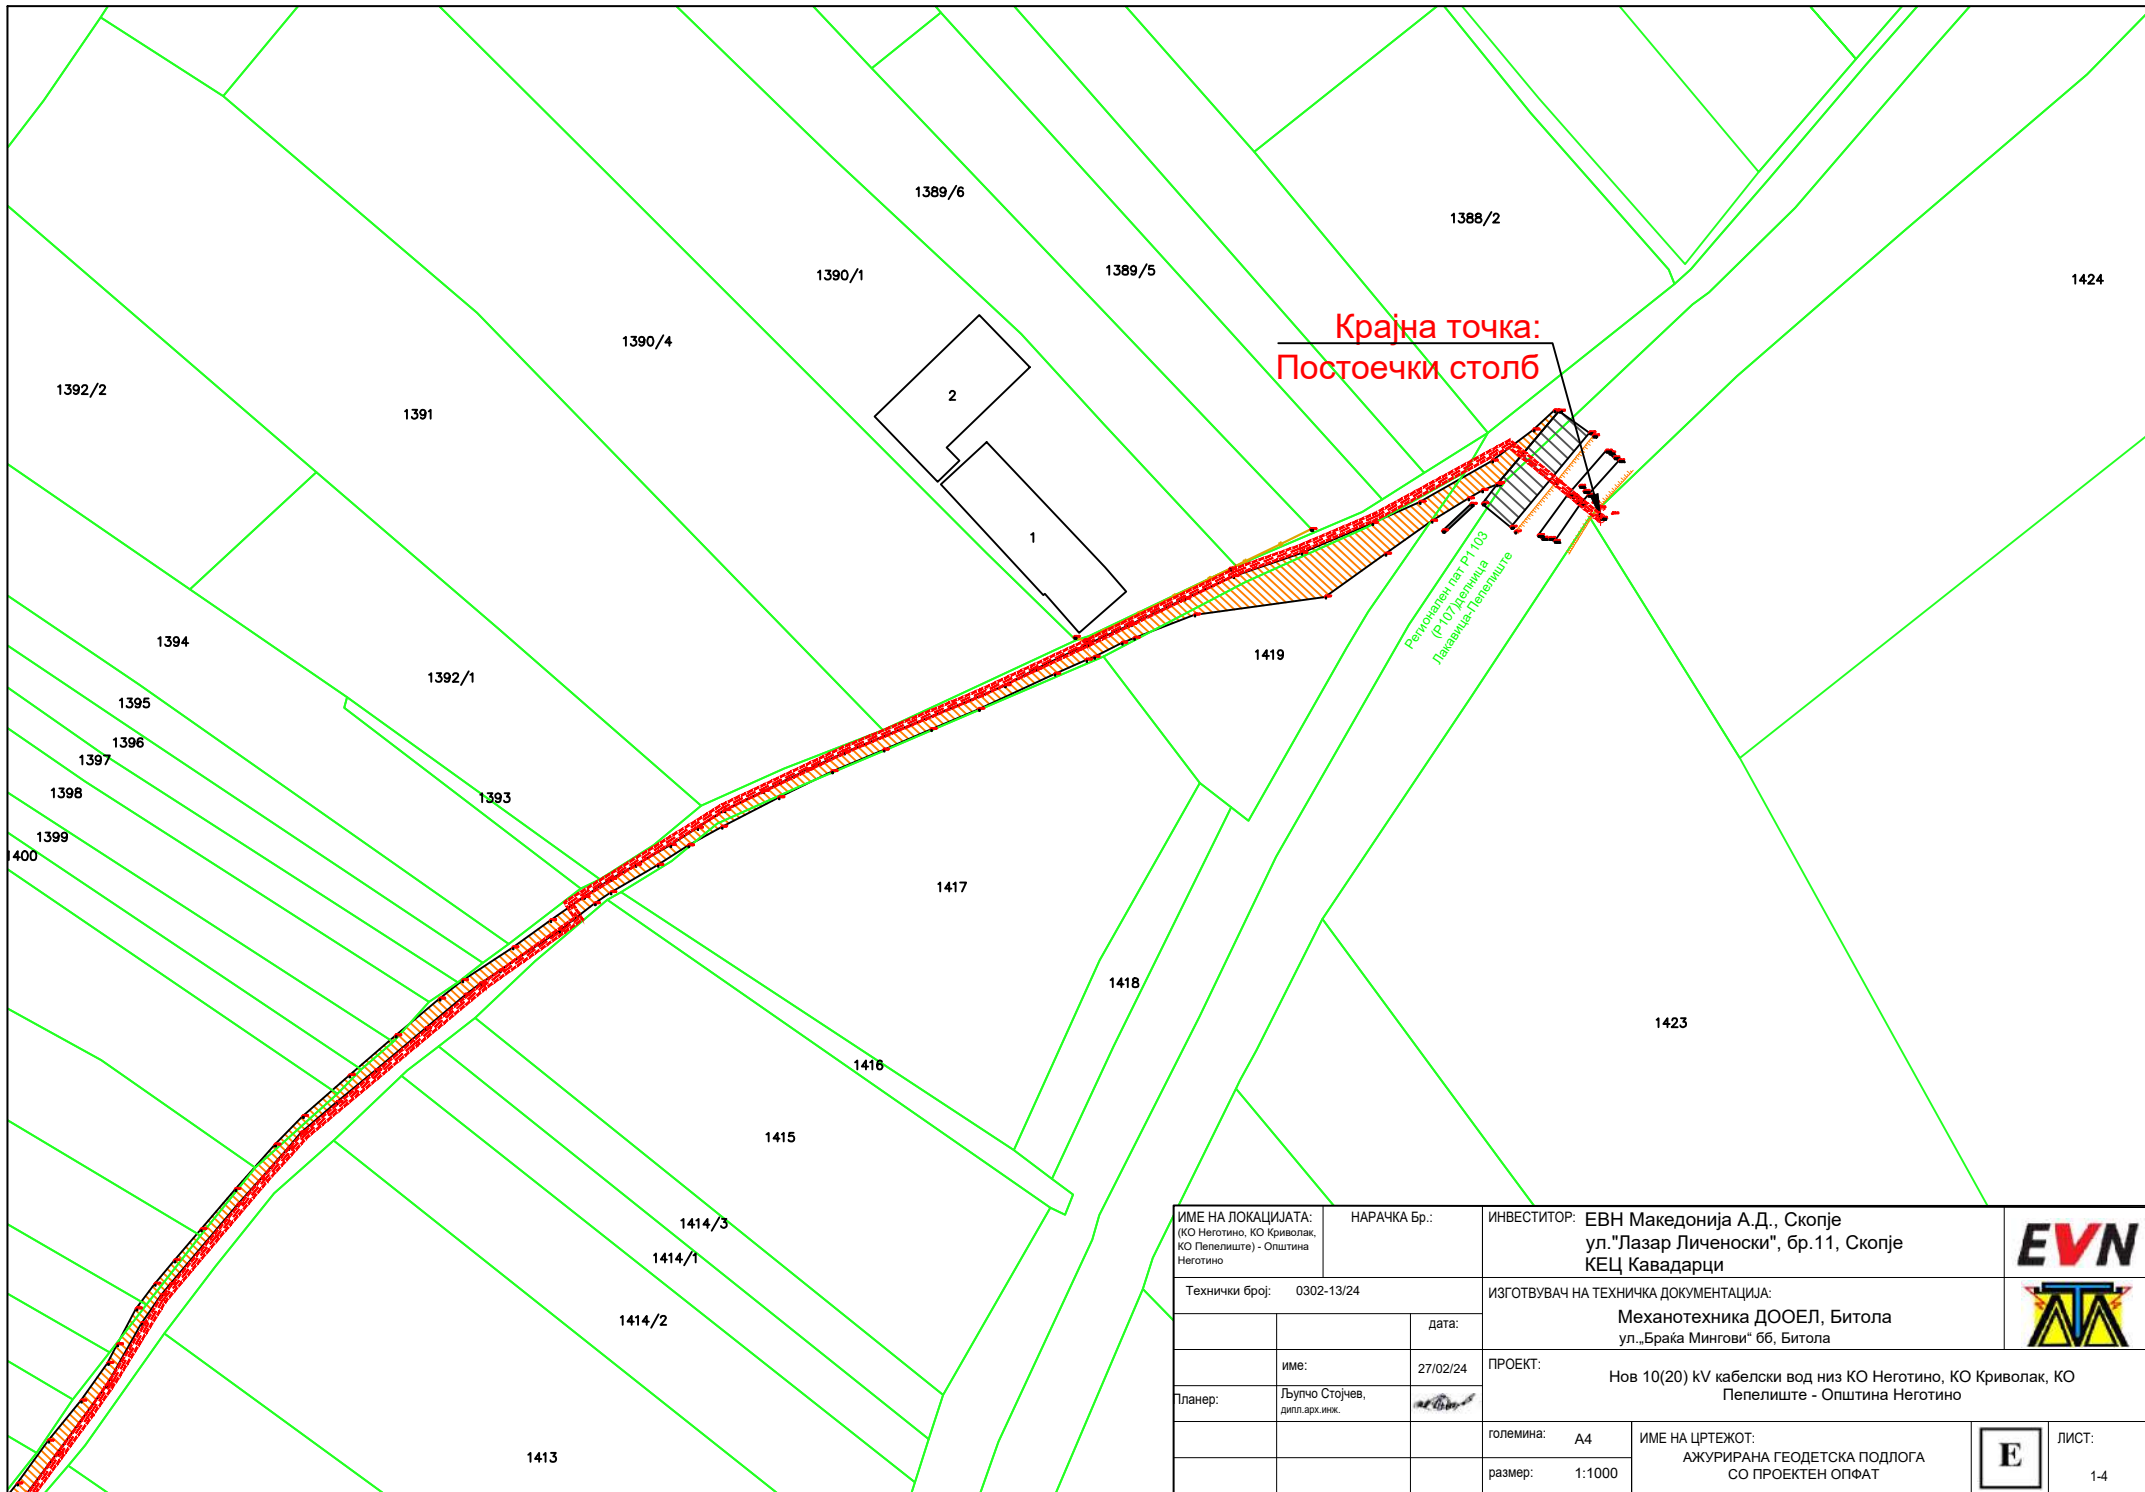 1389/6
1388/2
1390/1
1389/5
1424
Крајна точка:
Постоечки столб
1390/4
1392/2
1391
2
1
Регионален пат Р1103
(Р107)делница
Лакавица-Пепелиште
1394
1392/1
1419
1395
1396
1397
1398
1393
1399
1400
1417
1418
1423
1416
1415
1414/3
1414/1
1414/2
1413
ИМЕ НА ЛОКАЦИЈАТА:
(КО Неготино, КО Криволак,
КО Пепелиште) - Општина
Неготино
НАРАЧКА Бр.:
ИНВЕСТИТОР: ЕВН Македонија А.Д., Скопје
ул."Лазар Личеноски", бр.11, Скопје
КЕЦ Кавадарци
EVN
Технички број: 0302-13/24
ИЗГОТВУВАЧ НА ТЕХНИЧКА ДОКУМЕНТАЦИЈА:
Механотехника ДООЕЛ, Битола
ул.„Браќа Мингови“ бб, Битола
дата:
име:
27/02/24
ПРОЕКТ:
Нов 10(20) kV кабелски вод низ КО Неготино, КО Криволак, КО
Пепелиште - Општина Неготино
Планер:
Љупчо Стојчев,
дипл.арх.инж.
големина: А4
размер: 1:1000
ИМЕ НА ЦРТЕЖОТ:
АЖУРИРАНА ГЕОДЕТСКА ПОДЛОГА
СО ПРОЕКТЕН ОПФАТ
Е
ЛИСТ:
1-4